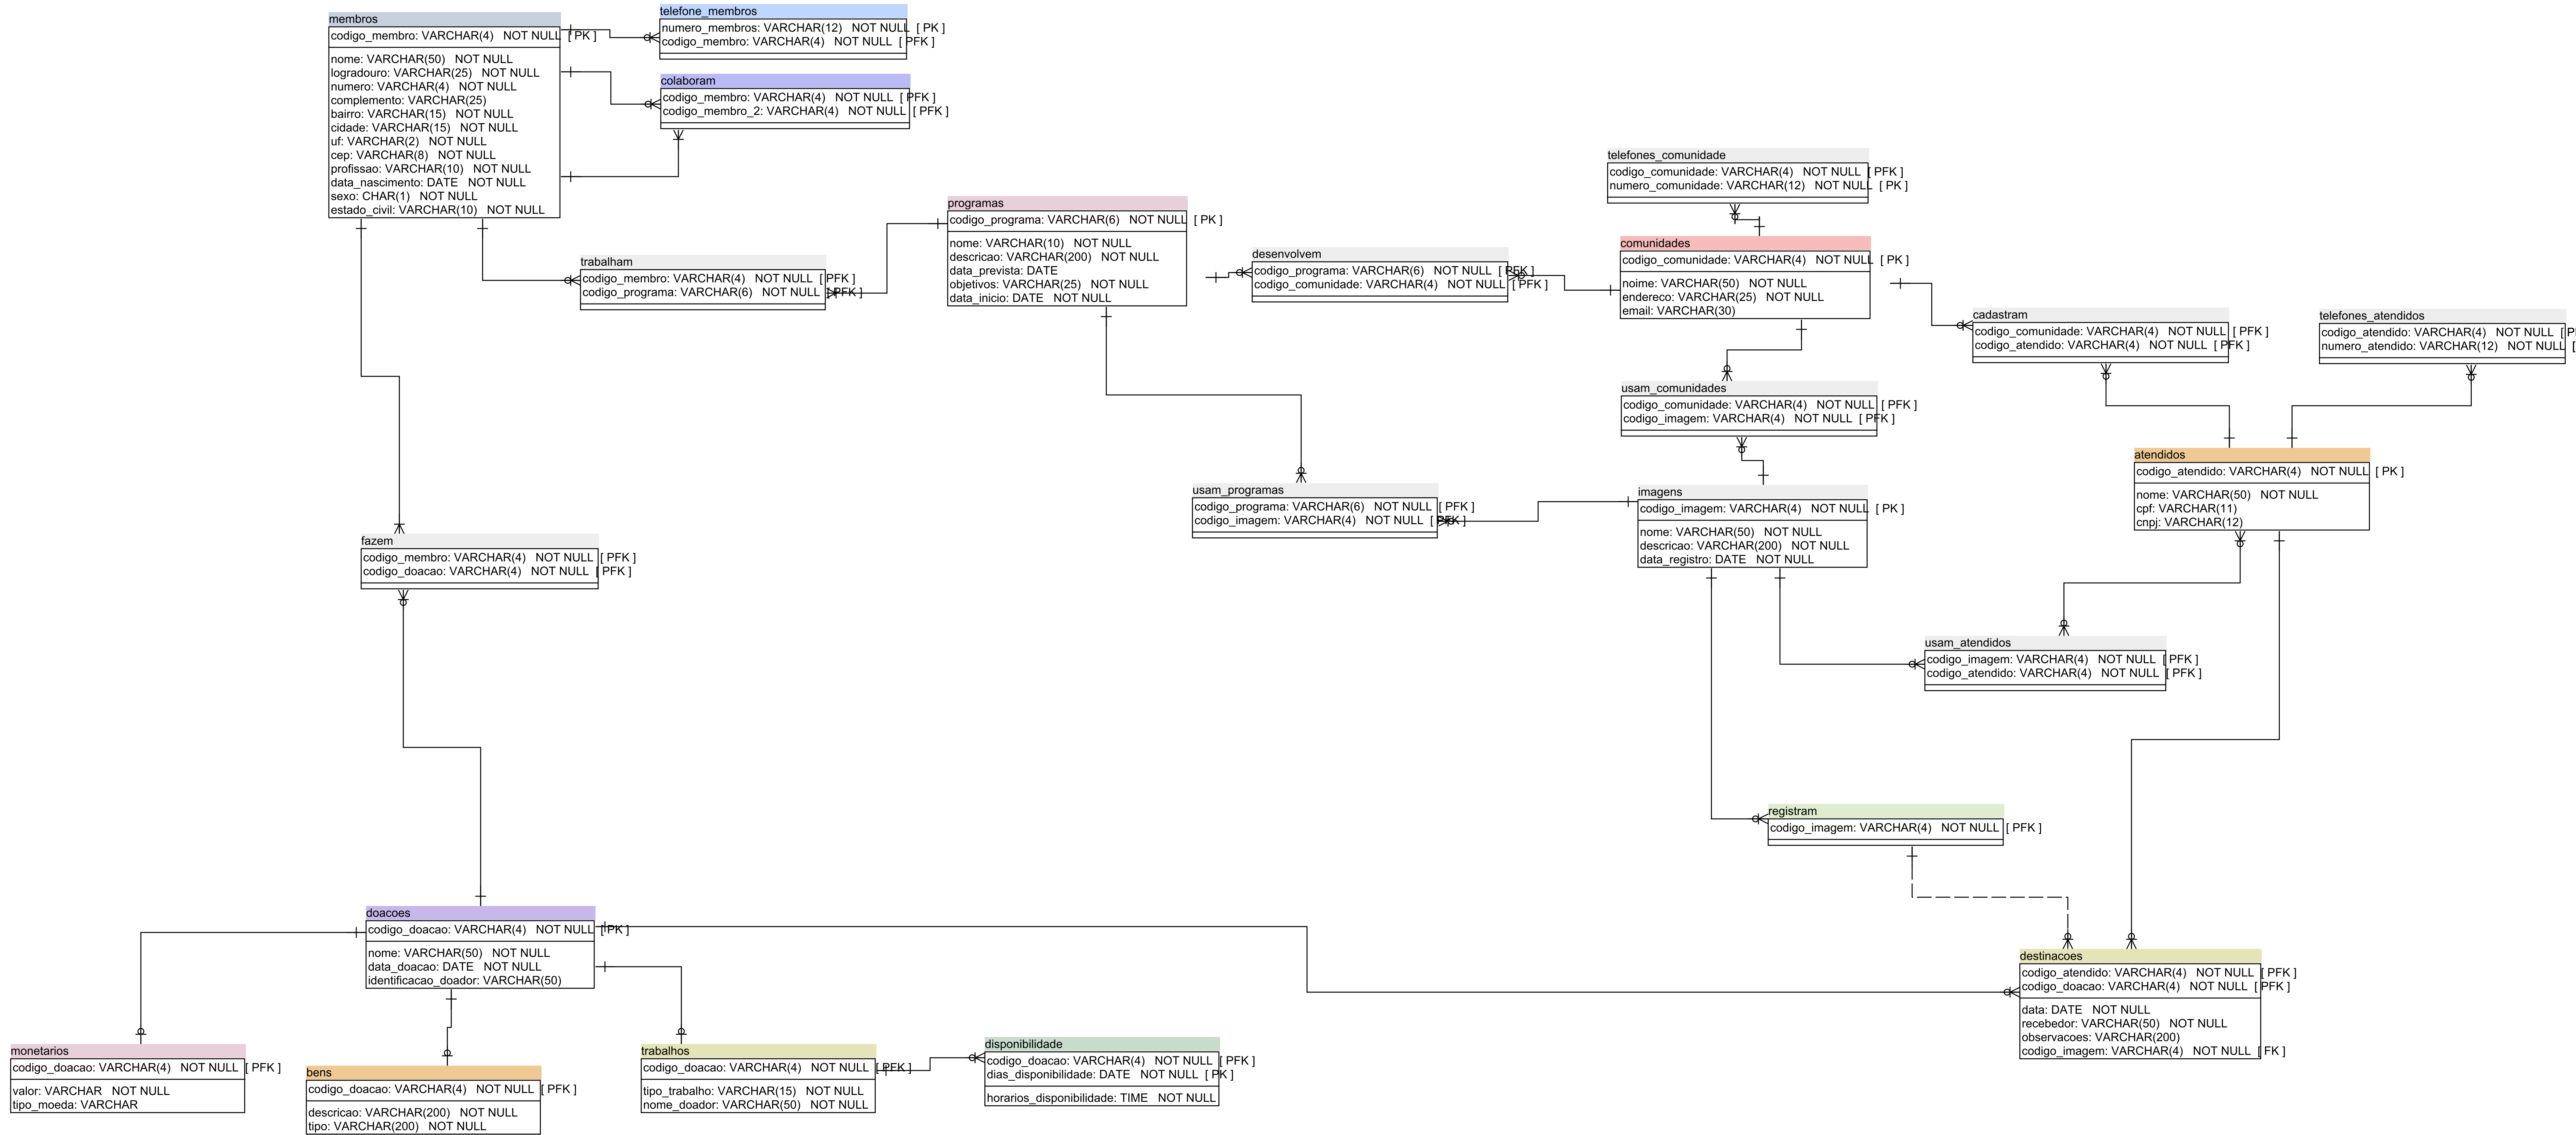 membros
codigo_membro: VARCHAR(4) NOT NULL [ PK ]
nome: VARCHAR(50) NOT NULL
logradouro: VARCHAR(25) NOT NULL
numero: VARCHAR(4) NOT NULL
complemento: VARCHAR(25)
bairro: VARCHAR(15) NOT NULL
cidade: VARCHAR(15) NOT NULL
uf: VARCHAR(2) NOT NULL
cep: VARCHAR(8) NOT NULL
profissao: VARCHAR(10) NOT NULL
data_nascimento: DATE NOT NULL
sexo: CHAR(1) NOT NULL
estado_civil: VARCHAR(10) NOT NULL
telefone_membros
numero_membros: VARCHAR(12) NOT NULL [ PK ]
codigo_membro: VARCHAR(4) NOT NULL [ PFK ]
colaboram
codigo_membro: VARCHAR(4) NOT NULL [ PFK ]
codigo_membro_2: VARCHAR(4) NOT NULL [ PFK ]
trabalham
codigo_membro: VARCHAR(4) NOT NULL [ PFK ]
codigo_programa: VARCHAR(6) NOT NULL [ PFK ]
programas
codigo_programa: VARCHAR(6) NOT NULL [ PK ]
nome: VARCHAR(10) NOT NULL
descricao: VARCHAR(200) NOT NULL
data_prevista: DATE
objetivos: VARCHAR(25) NOT NULL
data_inicio: DATE NOT NULL
desenvolvem
codigo_programa: VARCHAR(6) NOT NULL [ PFK ]
codigo_comunidade: VARCHAR(4) NOT NULL [ PFK ]
telefones_comunidade
codigo_comunidade: VARCHAR(4) NOT NULL [ PFK ]
numero_comunidade: VARCHAR(12) NOT NULL [ PK ]
comunidades
codigo_comunidade: VARCHAR(4) NOT NULL [ PK ]
noime: VARCHAR(50) NOT NULL
endereco: VARCHAR(25) NOT NULL
email: VARCHAR(30)
cadastram
codigo_comunidade: VARCHAR(4) NOT NULL [ PFK ]
codigo_atendido: VARCHAR(4) NOT NULL [ PFK ]
telefones_atendidos
codigo_atendido: VARCHAR(4) NOT NULL [ P
numero_atendido: VARCHAR(12) NOT NULL [
usam_comunidades
codigo_comunidade: VARCHAR(4) NOT NULL [ PFK ]
codigo_imagem: VARCHAR(4) NOT NULL [ PFK ]
atendidos
codigo_atendido: VARCHAR(4) NOT NULL [ PK ]
nome: VARCHAR(50) NOT NULL
cpf: VARCHAR(11)
cnpj: VARCHAR(12)
usam_programas
codigo_programa: VARCHAR(6) NOT NULL [ PFK ]
codigo_imagem: VARCHAR(4) NOT NULL [ PFK ]
imagens
codigo_imagem: VARCHAR(4) NOT NULL [ PK ]
nome: VARCHAR(50) NOT NULL
descricao: VARCHAR(200) NOT NULL
data_registro: DATE NOT NULL
fazem
codigo_membro: VARCHAR(4) NOT NULL [ PFK ]
codigo_doacao: VARCHAR(4) NOT NULL [ PFK ]
usam_atendidos
codigo_imagem: VARCHAR(4) NOT NULL [ PFK ]
codigo_atendido: VARCHAR(4) NOT NULL [ PFK ]
registram
codigo_imagem: VARCHAR(4) NOT NULL [ PFK ]
doacoes
codigo_doacao: VARCHAR(4) NOT NULL [ PK ]
nome: VARCHAR(50) NOT NULL
data_doacao: DATE NOT NULL
identificacao_doador: VARCHAR(50)
destinacoes
codigo_atendido: VARCHAR(4) NOT NULL [ PFK ]
codigo_doacao: VARCHAR(4) NOT NULL [ PFK ]
data: DATE NOT NULL
recebedor: VARCHAR(50) NOT NULL
observacoes: VARCHAR(200)
codigo_imagem: VARCHAR(4) NOT NULL [ FK ]
monetarios
codigo_doacao: VARCHAR(4) NOT NULL [ PFK ]
valor: VARCHAR NOT NULL
tipo_moeda: VARCHAR
bens
codigo_doacao: VARCHAR(4) NOT NULL [ PFK ]
descricao: VARCHAR(200) NOT NULL
tipo: VARCHAR(200) NOT NULL
trabalhos
codigo_doacao: VARCHAR(4) NOT NULL [ PFK ]
tipo_trabalho: VARCHAR(15) NOT NULL
nome_doador: VARCHAR(50) NOT NULL
disponibilidade
codigo_doacao: VARCHAR(4) NOT NULL [ PFK ]
dias_disponibilidade: DATE NOT NULL [ PK ]
horarios_disponibilidade: TIME NOT NULL